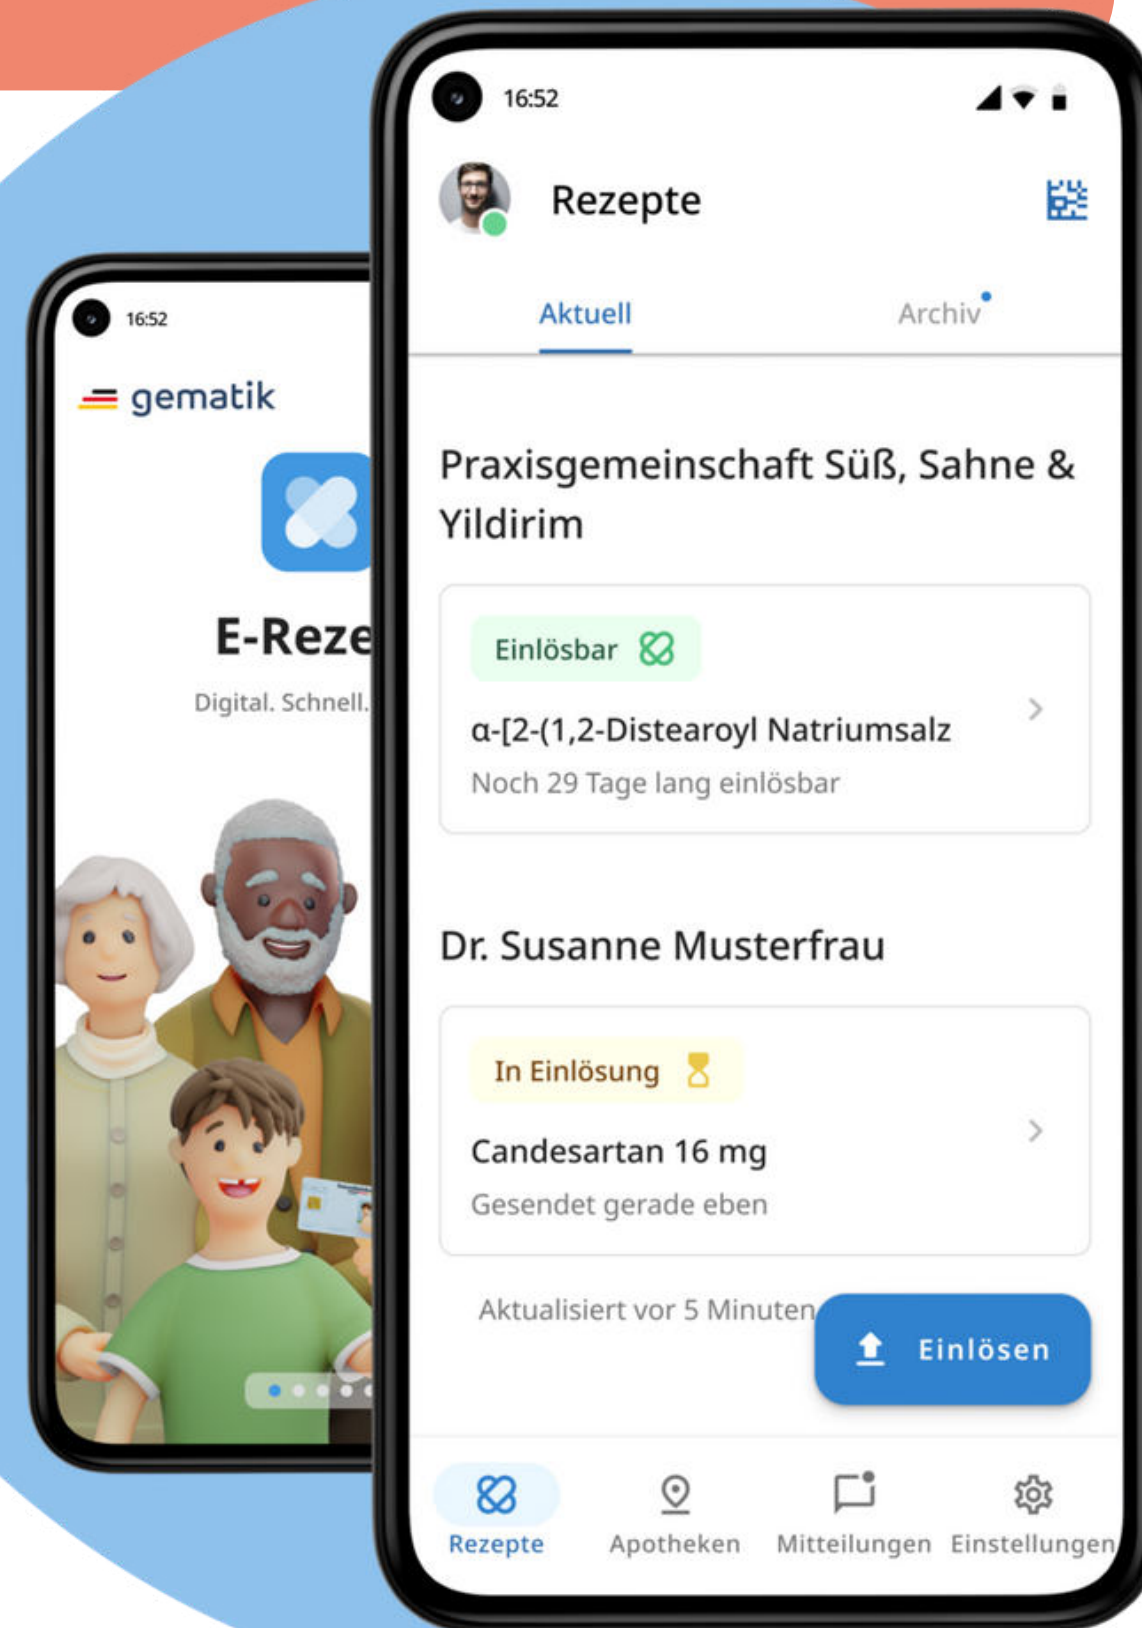 16:52
Rezepte
Aktuell
Archiv
Praxisgemeinschaft Süß, Sahne &
Yildirim
Einlösbar
α-[2-(1,2-Distearoyl Natriumsalz
Noch 29 Tage lang einlösbar
Dr. Susanne Musterfrau
In Einlösung
Candesartan 16 mg
Gesendet gerade eben
Aktualisiert vor 5 Minuten
Einlösen
Rezepte
Apotheken
Mitteilungen
Einstellungen
16:52
gematik
E-Reze
Digital. Schnell.